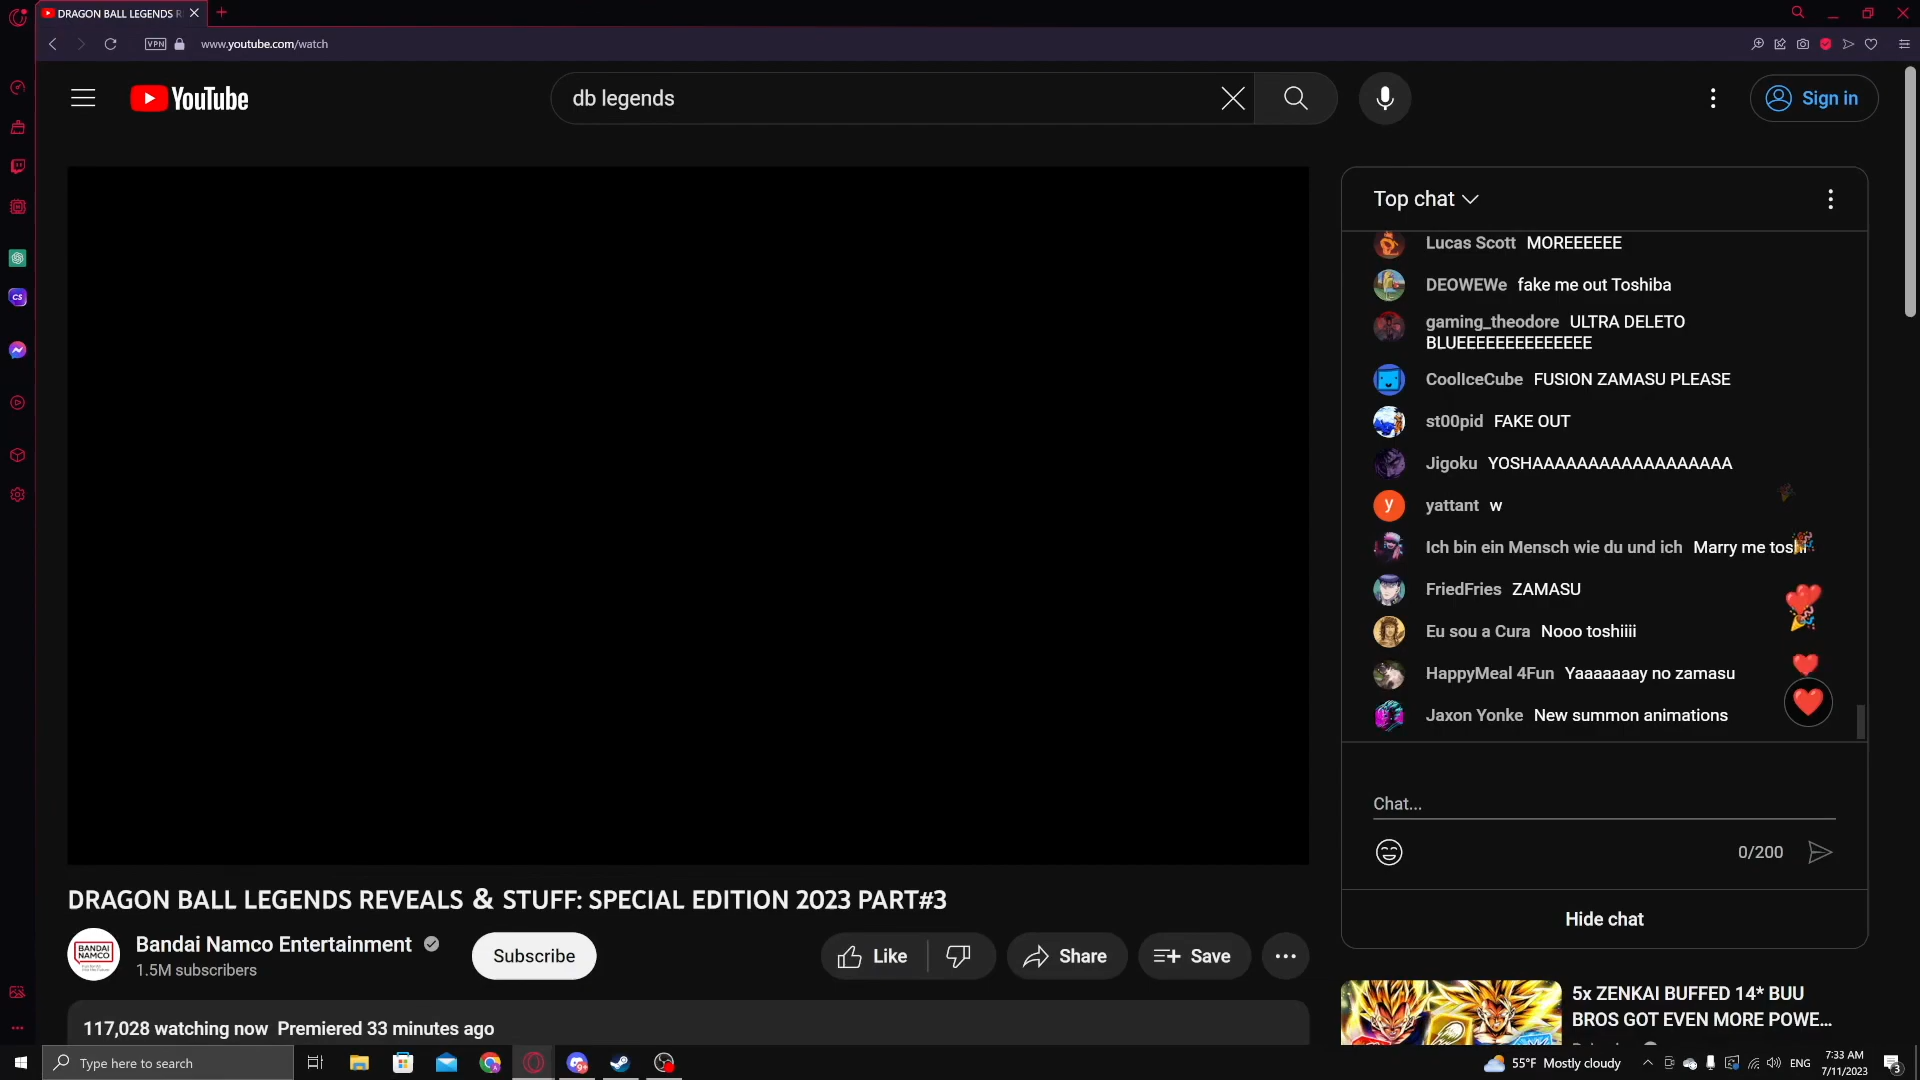 DRAGON BALL LEGENDS R
VPN
www.youtube.com/watch
YouTube
db legends
Sign in
Top chat
Lucas Scott MOREEEEEE
DEOWEWe fake me out Toshiba
gaming_theodore ULTRA DELETO
BLUEEEEEEEEEEEEEE
CoolIceCube FUSION ZAMASU PLEASE
st00pid FAKE OUT
Jigoku YOSHAAAAAAAAAAAAAAAAAA
y
yattant w
Ich bin ein Mensch wie du und ich Marry me toshi
FriedFries ZAMASU
Eu sou a Cura Nooo toshiiii
HappyMeal 4Fun Yaaaaaaay no zamasu
Jaxon Yonke New summon animations
Chat...
0/200
Hide chat
DRAGON BALL LEGENDS REVEALS & STUFF: SPECIAL EDITION 2023 PART#3
BANDAI
NAMCO
Bandai Namco Entertainment
1.5M subscribers
Subscribe
Like
Share
Save
117,028 watching now Premiered 33 minutes ago
5x ZENKAI BUFFED 14* BUU
BROS GOT EVEN MORE POWE...
CS
Type here to search
9+
55°F Mostly cloudy
ENG
7:33 AM
7/11/2023
3